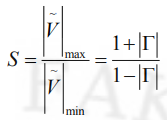 S = |Ṽ|max / |Ṽ|min = 1+|Γ| / 1−|Γ|